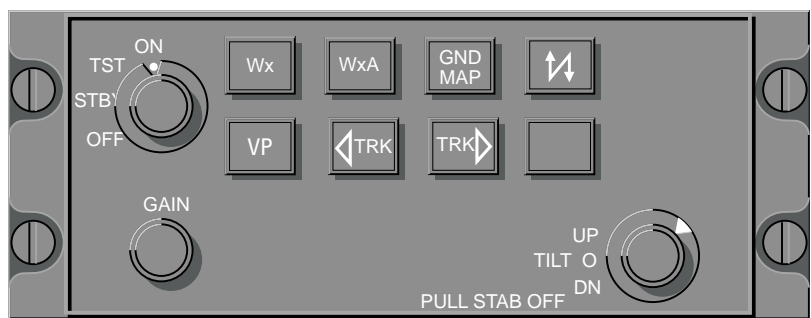 ON
TST
STBY
OFF
Wx
WxA
GND
MAP
VP
TRK
TRK
GAIN
UP
TILT O
DN
PULL STAB OFF